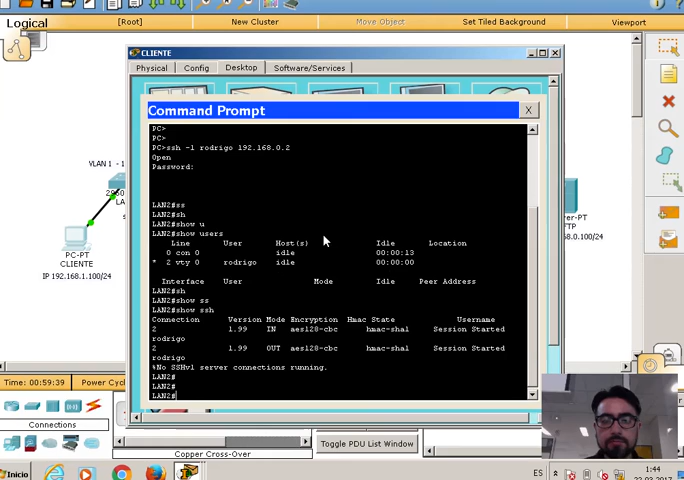 Logical
[Root]
New Cluster
Move Object
Set Tiled Background
Viewport
CLIENTE
Physical
Config
Desktop
Software/Services
Command Prompt
X
PC>
PC>
PC>ssh -l rodrigo 192.168.0.2
Open
Password:
LAN2#ss
LAN2#sh
LAN2#show u
LAN2#show users
Line User Host(s) Idle Location
0 con 0 idle 00:00:13
* 2 vty 0 rodrigo idle 00:00:00
Interface User Mode Idle Peer Address
LAN2#sh
LAN2#show ss
LAN2#show ssh
Connection Version Mode Encryption Hmac State Username
2 1.99 IN aes128-cbc hmac-sha1 Session Started
rodrigo
2 1.99 OUT aes128-cbc hmac-sha1 Session Started
rodrigo
%No SSHv1 server connections running.
LAN2#
LAN2#
LAN2#
VLAN 1 -
PC-PT
CLIENTE
IP 192.168.1.100/24
Time: 00:59:39
Power Cyc
Connections
Copper Cross-Over
Toggle PDU List Window
Inicio
ES
1:44
22.03.2017